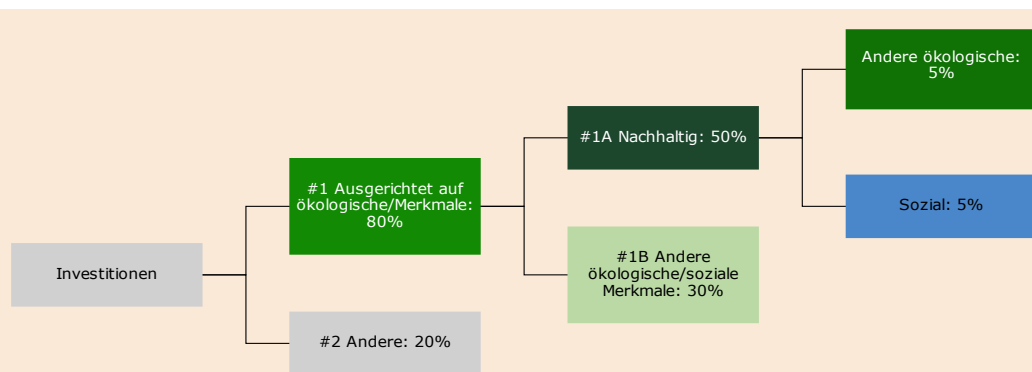 Andere ökologische:
5%
#1A Nachhaltig: 50%
#1 Ausgerichtet auf
ökologische/Merkmale:
80%
Sozial: 5%
#1B Andere
ökologische/soziale
Merkmale: 30%
Investitionen
#2 Andere: 20%